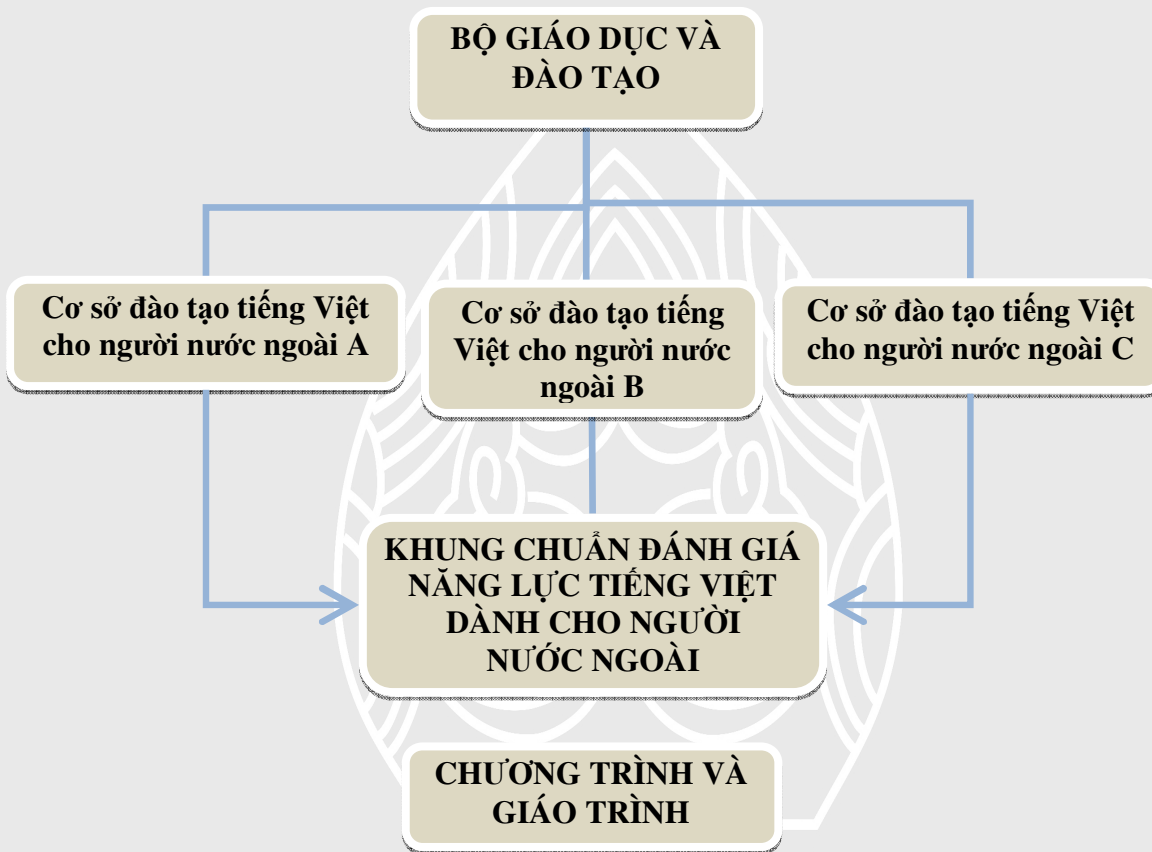 BỘ GIÁO DỤC VÀ
ĐÀO TẠO
Cơ sở đào tạo tiếng Việt
cho người nước ngoài A
Cơ sở đào tạo tiếng
Việt cho người nước
ngoài B
Cơ sở đào tạo tiếng Việt
cho người nước ngoài C
KHUNG CHUẨN ĐÁNH GIÁ
NĂNG LỰC TIẾNG VIỆT
DÀNH CHO NGƯỜI
NƯỚC NGOÀI
CHƯƠNG TRÌNH VÀ
GIÁO TRÌNH